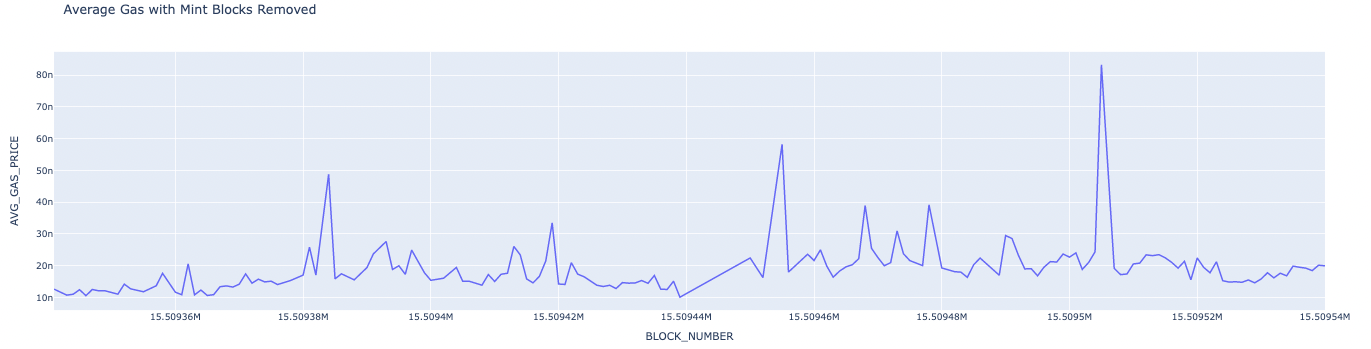 Average Gas with Mint Blocks Removed
AVG_GAS_PRICE
80n
70n
60n
50n
40n
30n
20n
10n
15.50936M 15.50938M 15.5094M 15.50942M 15.50944M 15.50946M 15.50948M 15.5095M 15.50952M 15.50954M
BLOCK_NUMBER